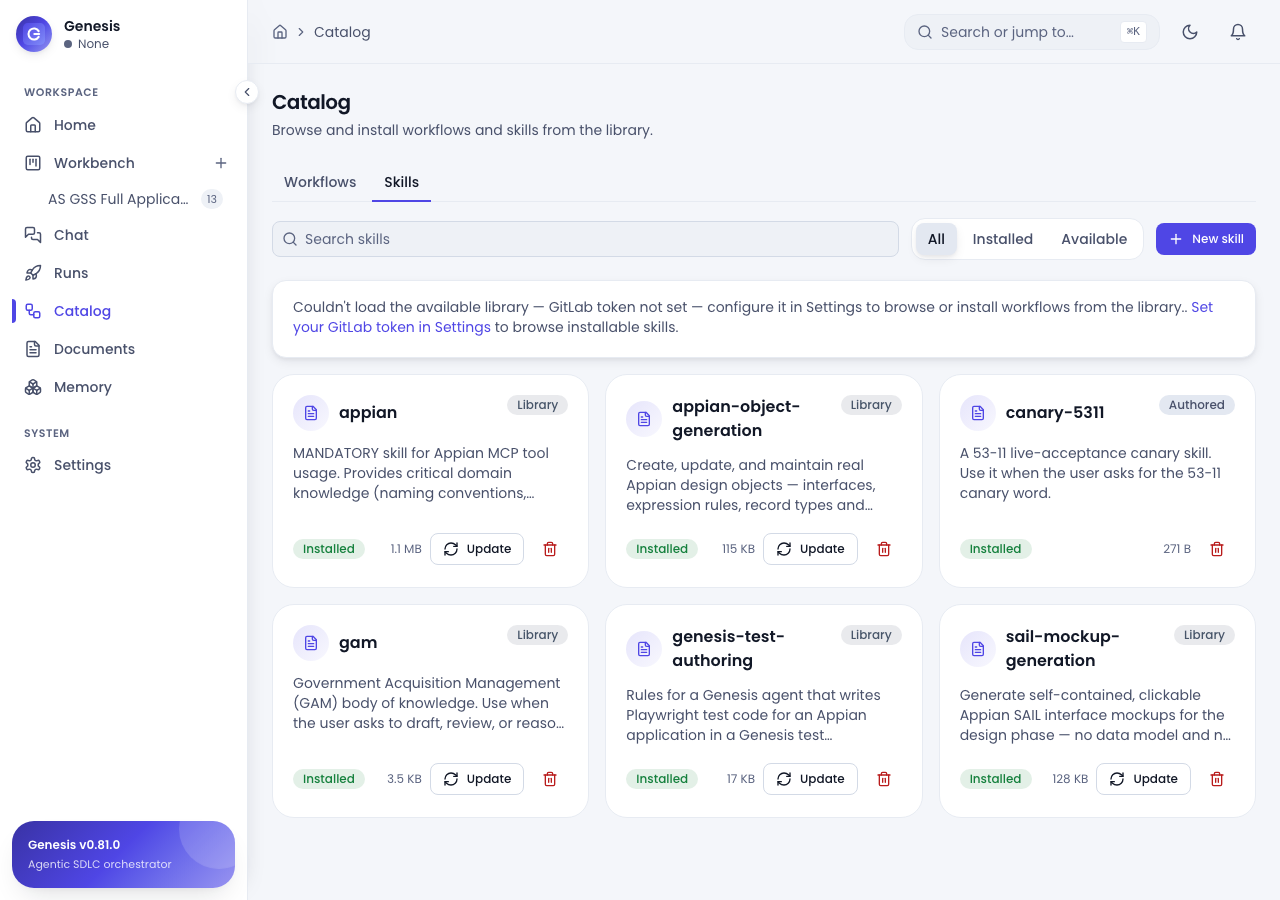 Genesis
None
WORKSPACE
Home
Workbench
AS GSS Full Applica… 13
Chat
Runs
Catalog
Documents
Memory
SYSTEM
Settings
Genesis v0.81.0
Agentic SDLC orchestrator
Catalog
Search or jump to… ⌘K
Catalog
Browse and install workflows and skills from the library.
Workflows Skills
Search skills
All Installed Available
New skill
Couldn't load the available library — GitLab token not set — configure it in Settings to browse or install workflows from the library.. Set
your GitLab token in Settings to browse installable skills.
appian
Library
MANDATORY skill for Appian MCP tool
usage. Provides critical domain
knowledge (naming conventions,…
Installed 1.1 MB Update
appian-object-
generation
Library
Create, update, and maintain real
Appian design objects — interfaces,
expression rules, record types and…
Installed 115 KB Update
canary-5311
Authored
A 53-11 live-acceptance canary skill.
Use it when the user asks for the 53-11
canary word.
Installed 271 B
gam
Library
Government Acquisition Management
(GAM) body of knowledge. Use when
the user asks to draft, review, or reaso…
Installed 3.5 KB Update
genesis-test-
authoring
Library
Rules for a Genesis agent that writes
Playwright test code for an Appian
application in a Genesis test…
Installed 17 KB Update
sail-mockup-
generation
Library
Generate self-contained, clickable
Appian SAIL interface mockups for the
design phase — no data model and n…
Installed 128 KB Update